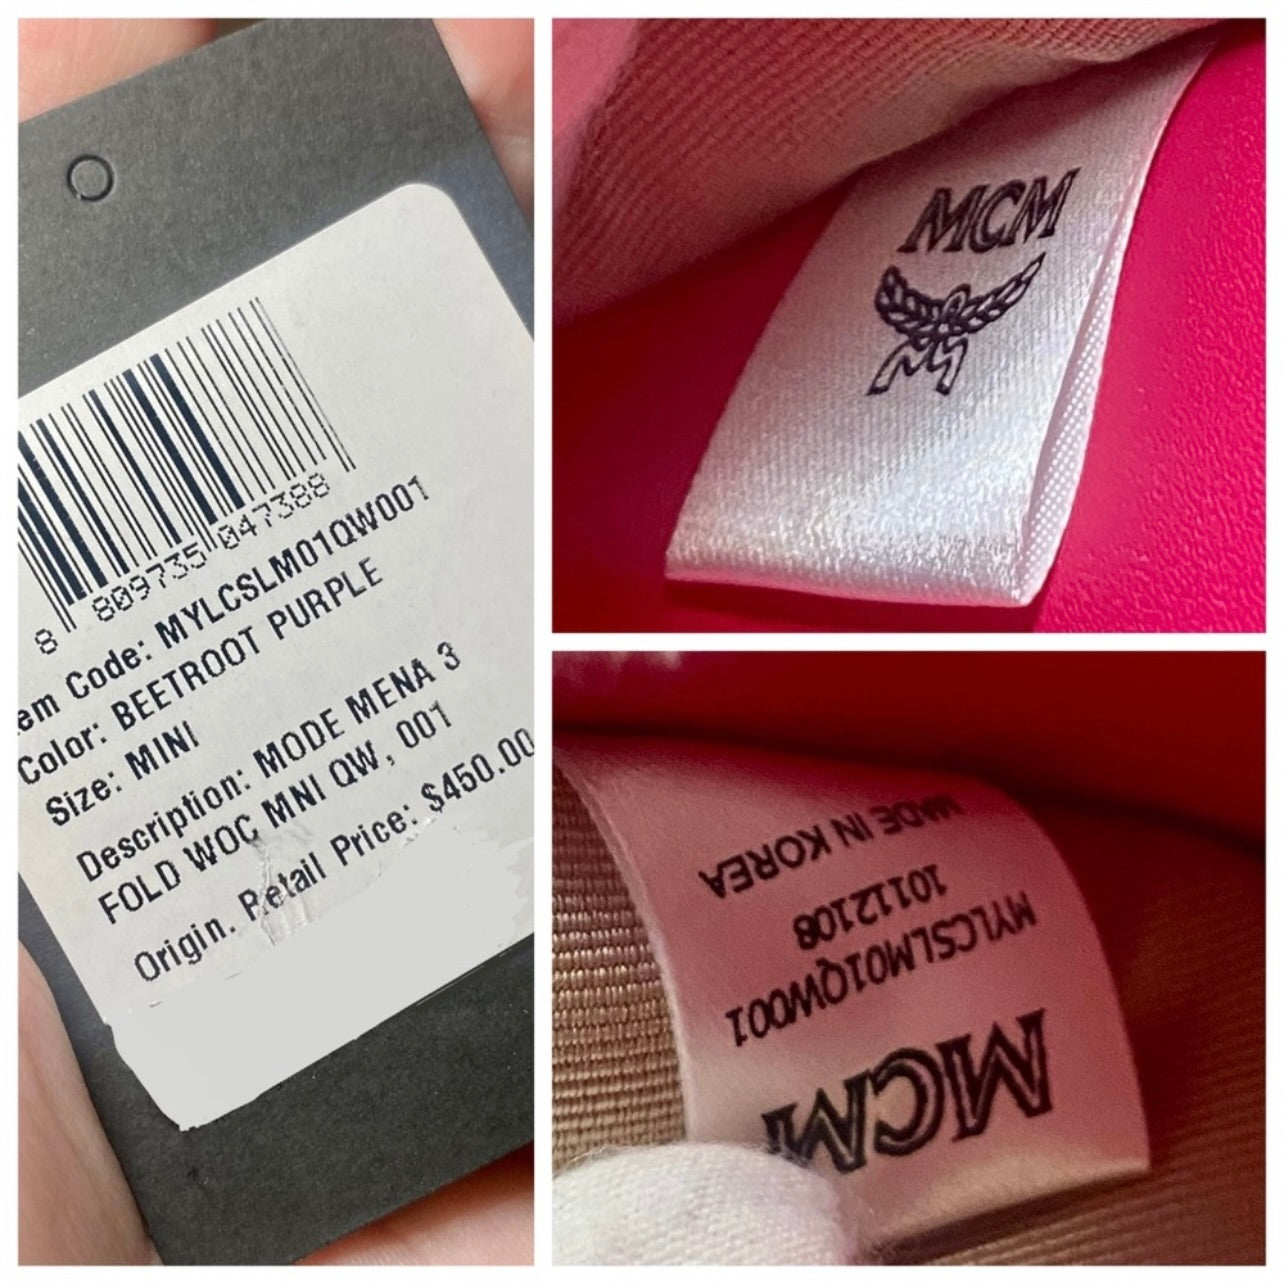 8 809735 047388
em Code: MYLCSLM01QW001
Color: BEETROOT PURPLE
Size: MINI
Description: MODE MENA 3
FOLD WOC MNI QW, 001
Origin. Retail Price: $450.00
MCM
MCM
MYLCSLM01QW001
10112108
MADE IN KOREA